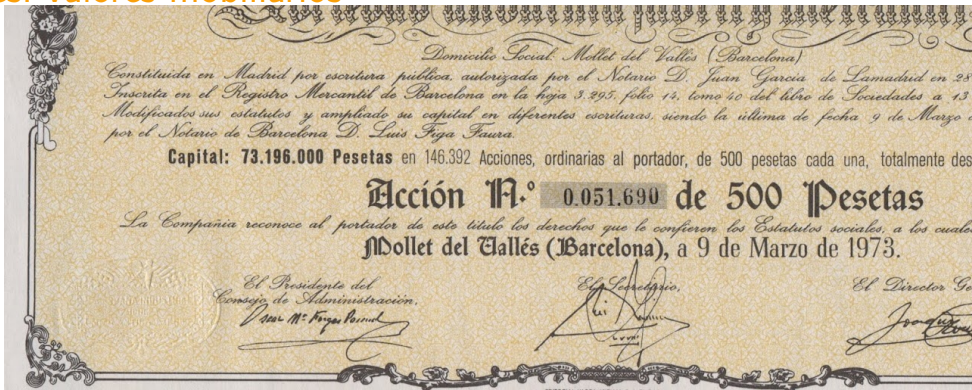 Valores Mobiliarios
Domicilio Social: Mollet del Vallés (Barcelona)
Constituida en Madrid por escritura pública, autorizada por el Notario D. Juan García de Lamadrid en 28
Inscrita en el Registro Mercantil de Barcelona en la hoja 3.295, folio 14, tomo 40 del libro de Sociedades a 13
Modificados sus estatutos y ampliado su capital en diferentes escrituras, siendo la última de fecha 9 de Marzo
por el Notario de Barcelona D. Luis Figa Faura.
Capital: 73.196.000 Pesetas en 146.392 Acciones, ordinarias al portador, de 500 pesetas cada una, totalmente des
Acción N.º 0.051.690 de 500 Pesetas
La Compañía reconoce al portador de este título los derechos que le confieren los Estatutos sociales, a los cuale
Mollet del Vallés (Barcelona), a 9 de Marzo de 1973.
El Presidente del
Consejo de Administración,
El Secretario,
El Director Ge